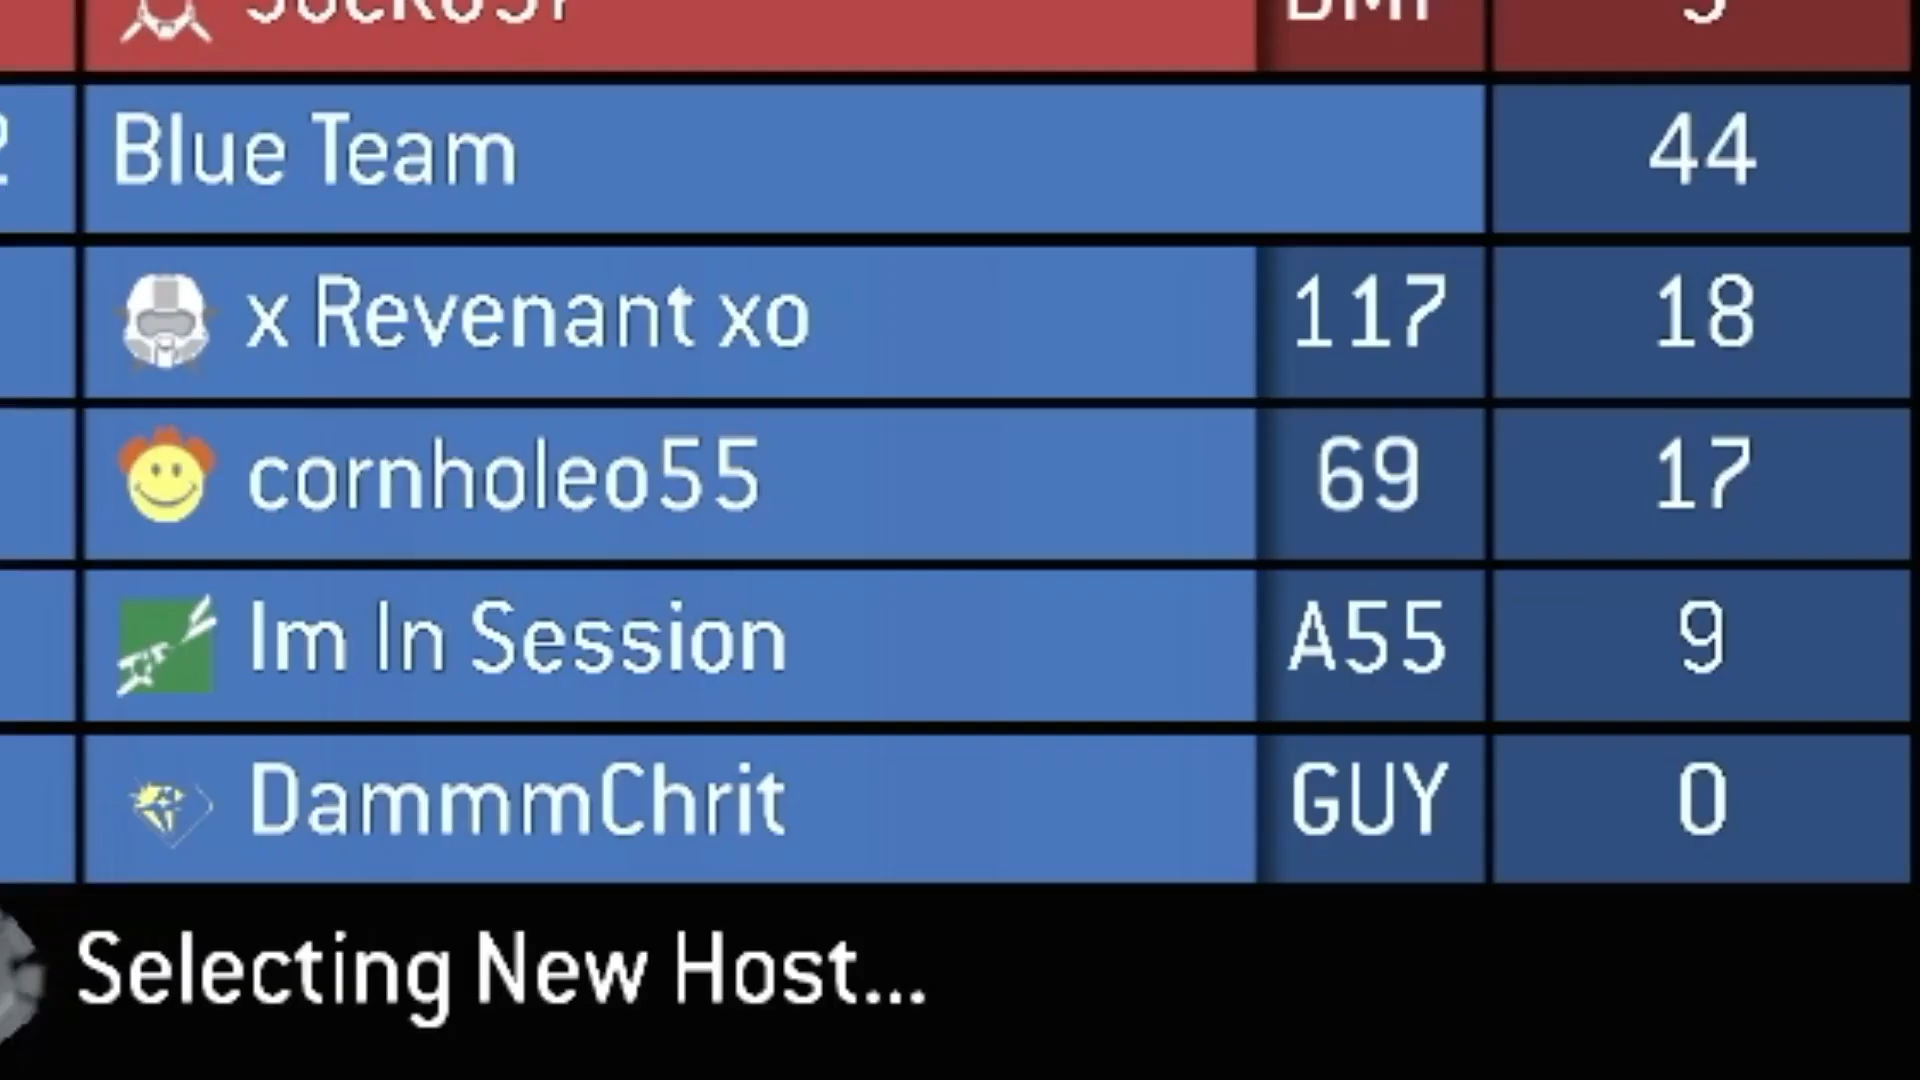 Blue Team 44
x Revenant xo 117 18
cornholeo55 69 17
Im In Session A55 9
DammmChrit GUY 0
Selecting New Host...